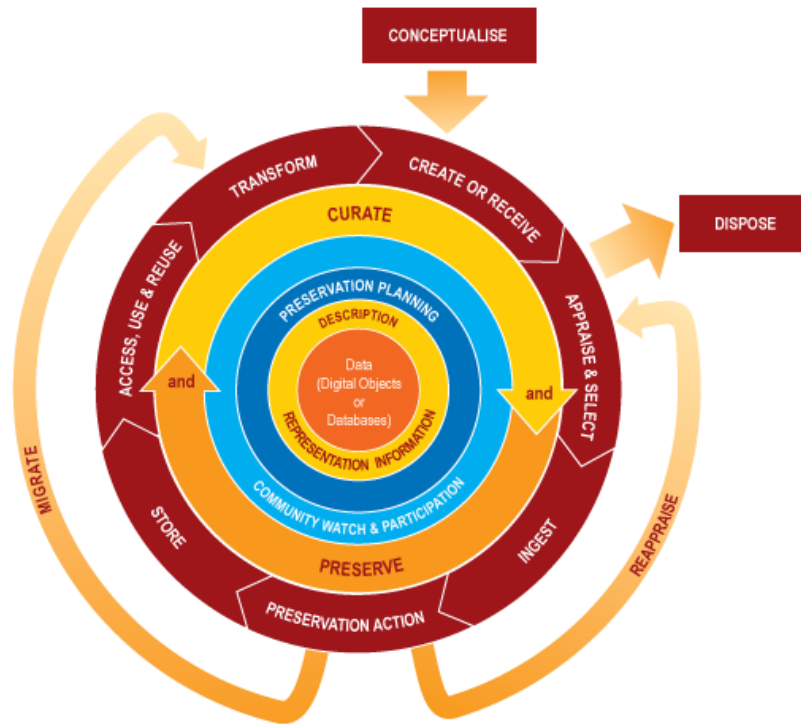 CONCEPTUALISE
DISPOSE
TRANSFORM
CREATE OR RECEIVE
APPRAISE & SELECT
INGEST
PRESERVATION ACTION
STORE
ACCESS, USE & REUSE
MIGRATE
REAPPRAISE
CURATE
and
PRESERVE
and
COMMUNITY WATCH & PARTICIPATION
PRESERVATION PLANNING
DESCRIPTION
REPRESENTATION INFORMATION
Data
(Digital Objects
or
Databases)